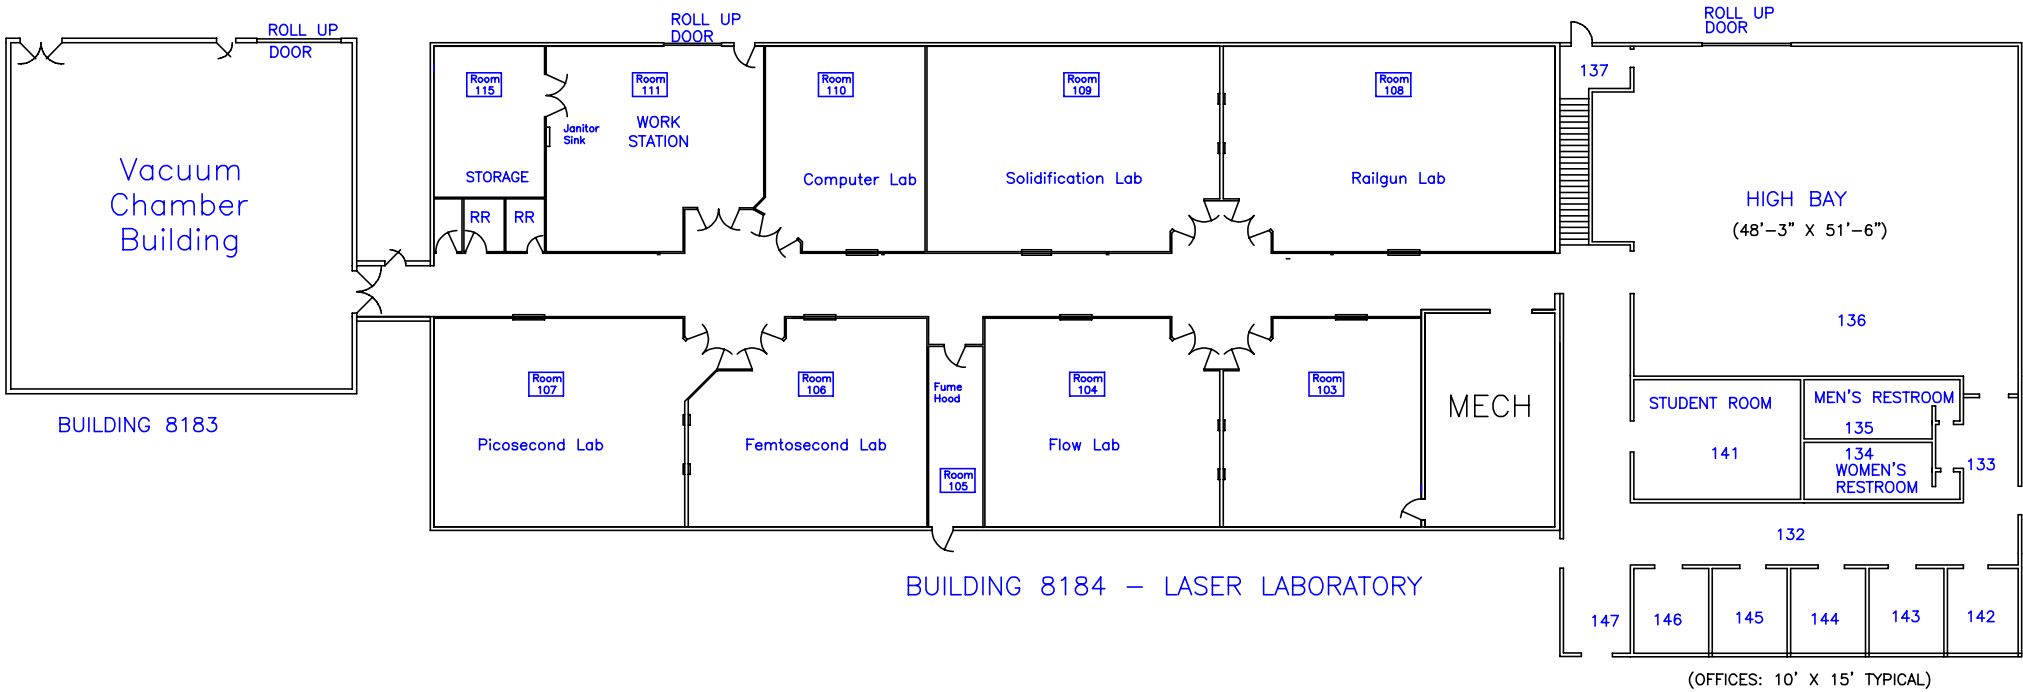 ROLL UP
DOOR
ROLL UP
DOOR
ROLL UP
DOOR
Room
115
Room
111
Room
110
Room
109
Room
108
137
Janitor
Sink
WORK
STATION
Vacuum
Chamber
Building
STORAGE
Computer Lab
Solidification Lab
Railgun Lab
HIGH BAY
(48'-3" X 51'-6")
RR
RR
136
BUILDING 8183
Room
107
Room
106
Fume
Hood
Room
104
Room
103
MECH
STUDENT ROOM
141
MEN'S RESTROOM
135
134
WOMEN'S
RESTROOM
133
Picosecond Lab
Femtosecond Lab
Room
105
Flow Lab
132
BUILDING 8184 - LASER LABORATORY
147
146
145
144
143
142
(OFFICES: 10' X 15' TYPICAL)